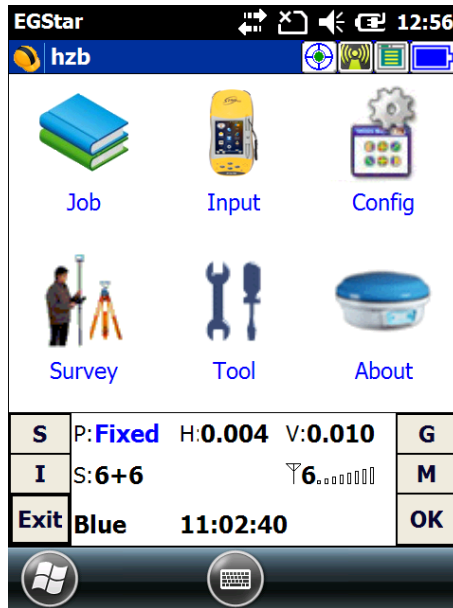 EGStar 12:56
hzb
Job Input Config
Survey Tool About
S P:Fixed H:0.004 V:0.010 G
I S:6+6 6 M
Exit Blue 11:02:40 OK